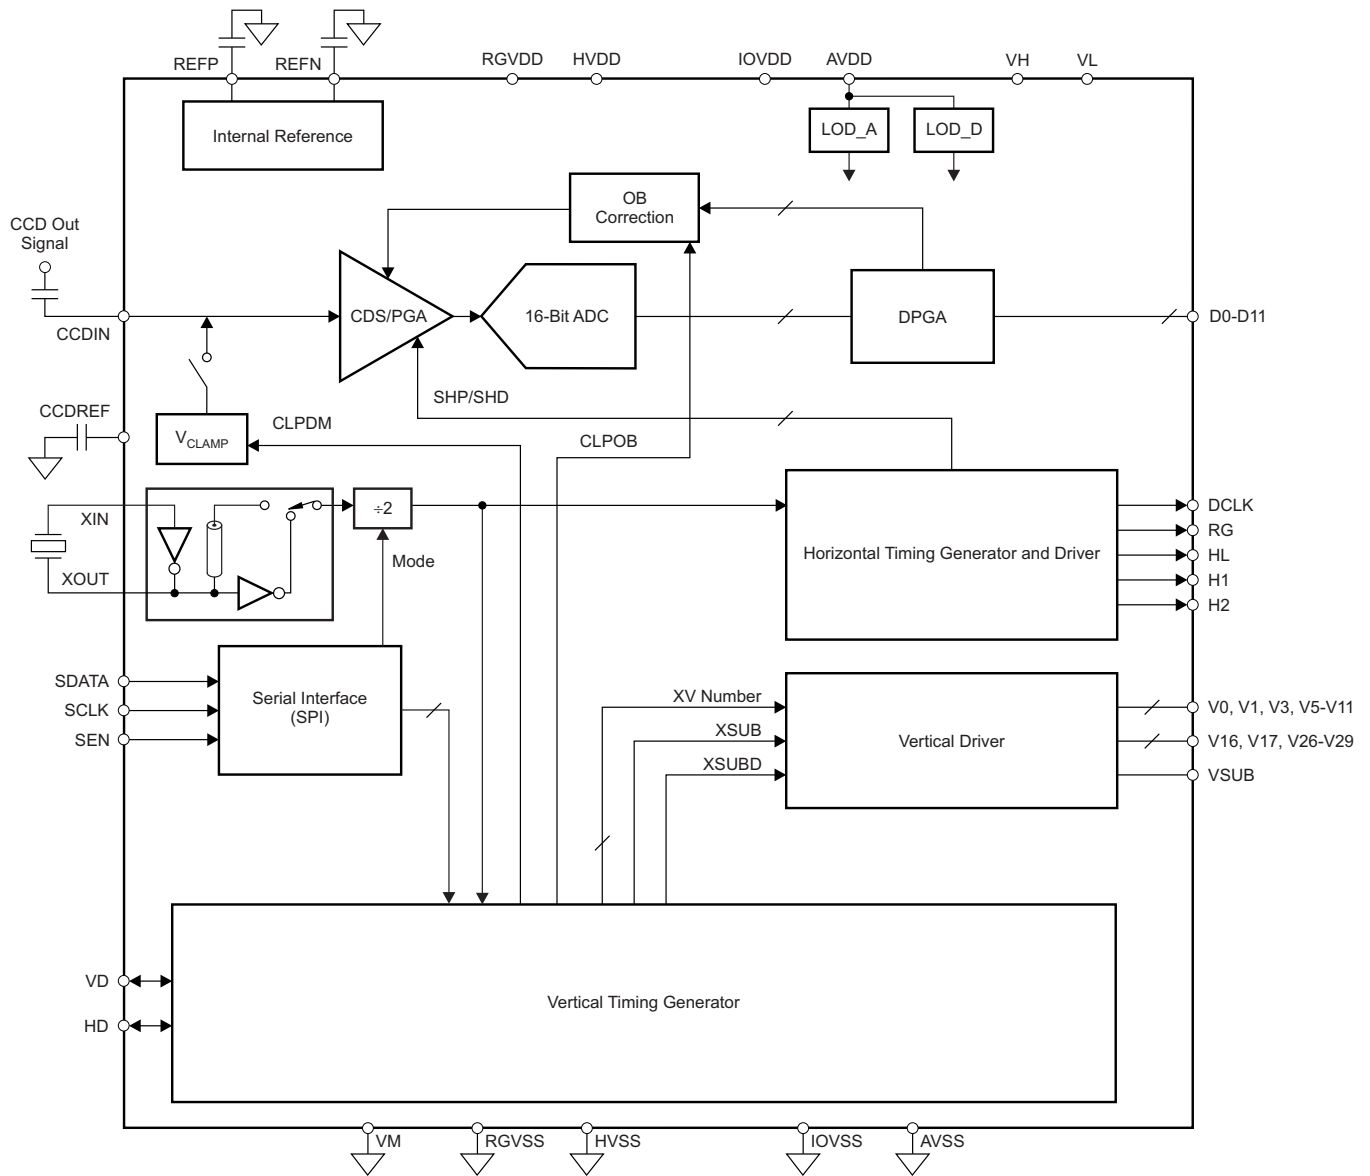 REFP
REFN
RGVDD
HVDD
IOVDD
AVDD
VH
VL
Internal Reference
LOD_A
LOD_D
OB
Correction
CCD Out
Signal
CCDIN
CDS/PGA
16-Bit ADC
DPGA
D0-D11
SHP/SHD
CCDREF
VCLAMP
CLPDM
CLPOB
XIN
XOUT
÷2
Mode
Horizontal Timing Generator and Driver
DCLK
RG
HL
H1
H2
SDATA
SCLK
SEN
Serial Interface
(SPI)
XV Number
XSUB
XSUBD
Vertical Driver
V0, V1, V3, V5-V11
V16, V17, V26-V29
VSUB
VD
HD
Vertical Timing Generator
VM
RGVSS
HVSS
IOVSS
AVSS